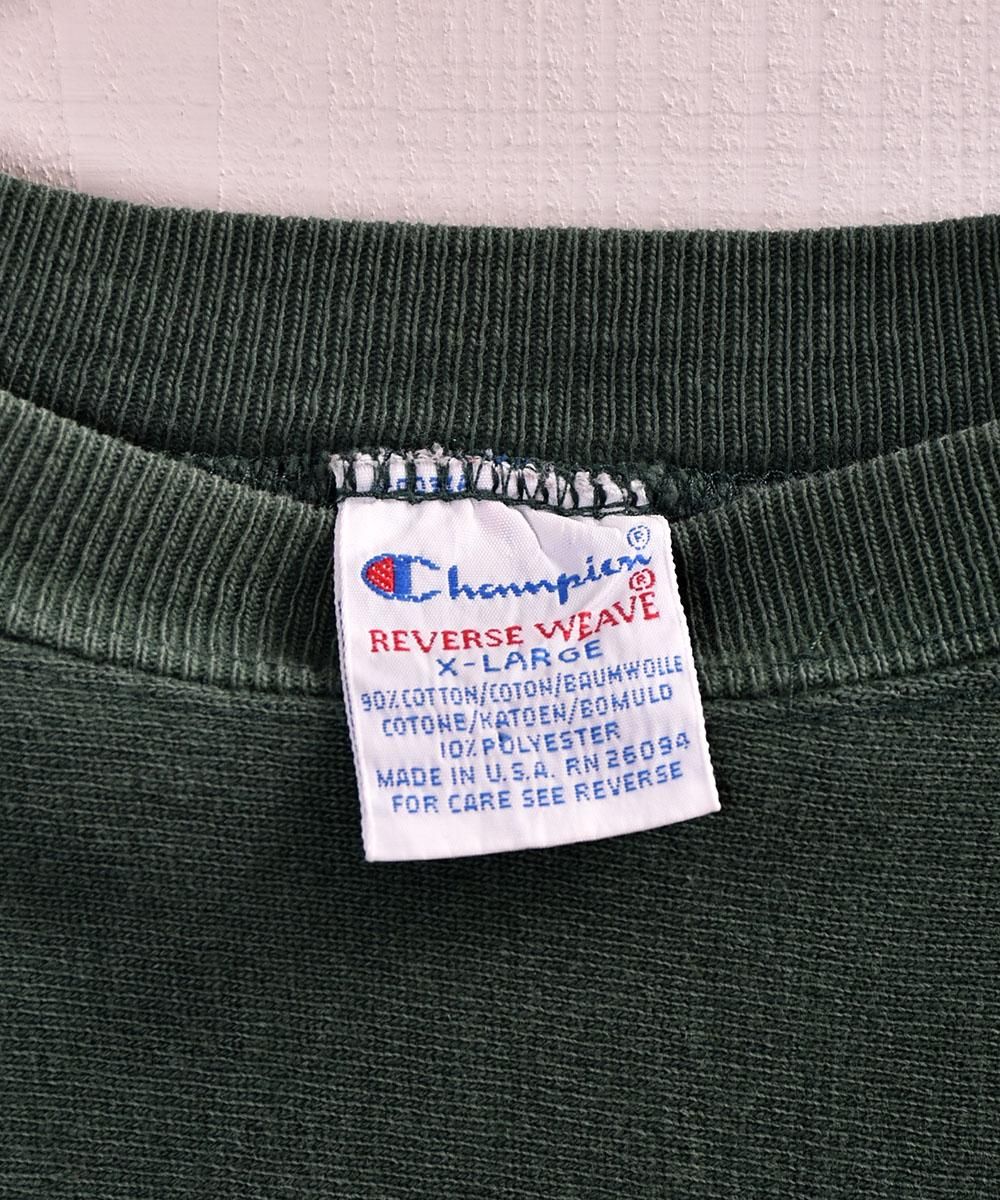 Champion®
REVERSE WEAVE®
X-LARGE
90% COTTON/COTON/BAUMWOLLE
COTONE/KATOEN/BOMULD
10% POLYESTER
MADE IN U.S.A. RN 26094
FOR CARE SEE REVERSE